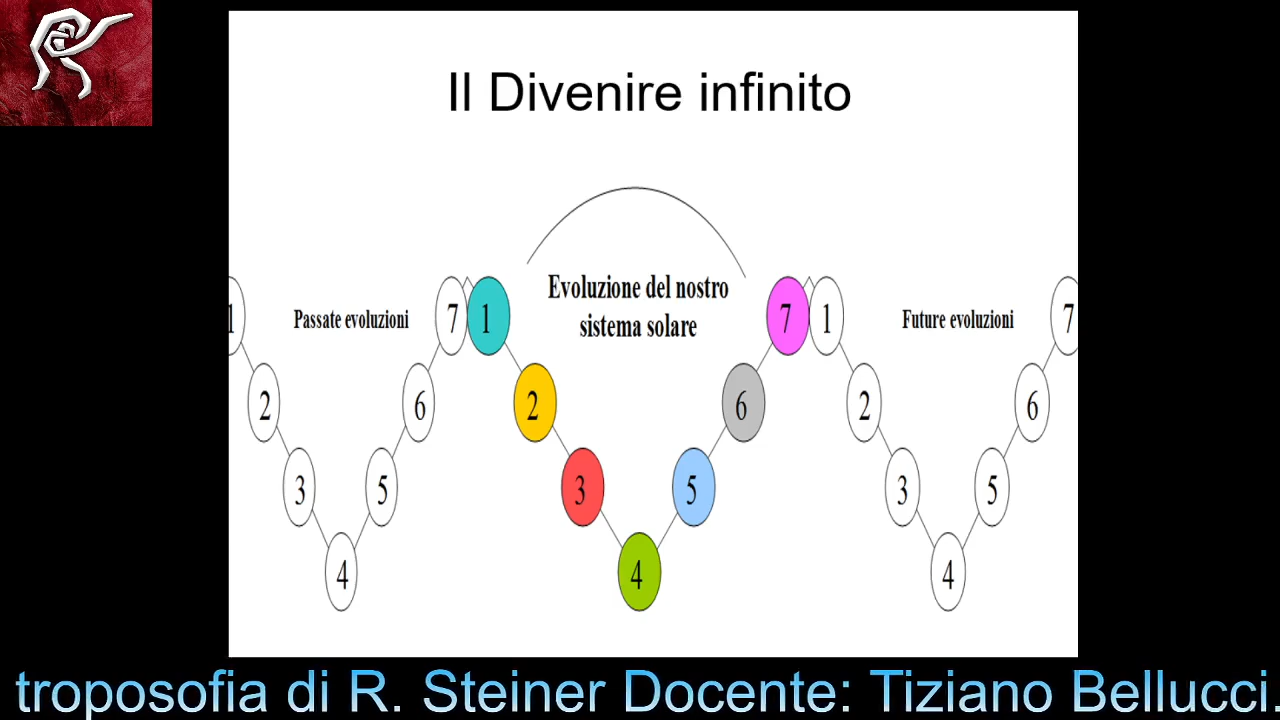 Il Divenire infinito
Evoluzione del nostro
sistema solare
Passate evoluzioni
Future evoluzioni
1 7 1 7 1 7
2 6 2 6 2 6
3 5 3 5 3 5
4 4 4
troposofia di R. Steiner Docente: Tiziano Bellucci.